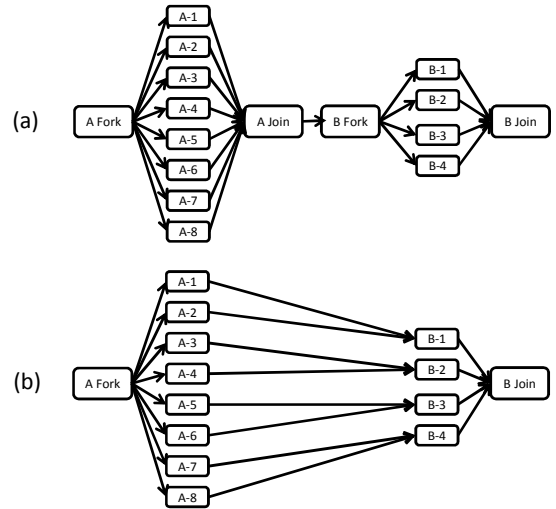 (a)
A Fork
A-1
A-2
A-3
A-4
A-5
A-6
A-7
A-8
A Join
B Fork
B-1
B-2
B-3
B-4
B Join
(b)
A Fork
A-1
A-2
A-3
A-4
A-5
A-6
A-7
A-8
B-1
B-2
B-3
B-4
B Join